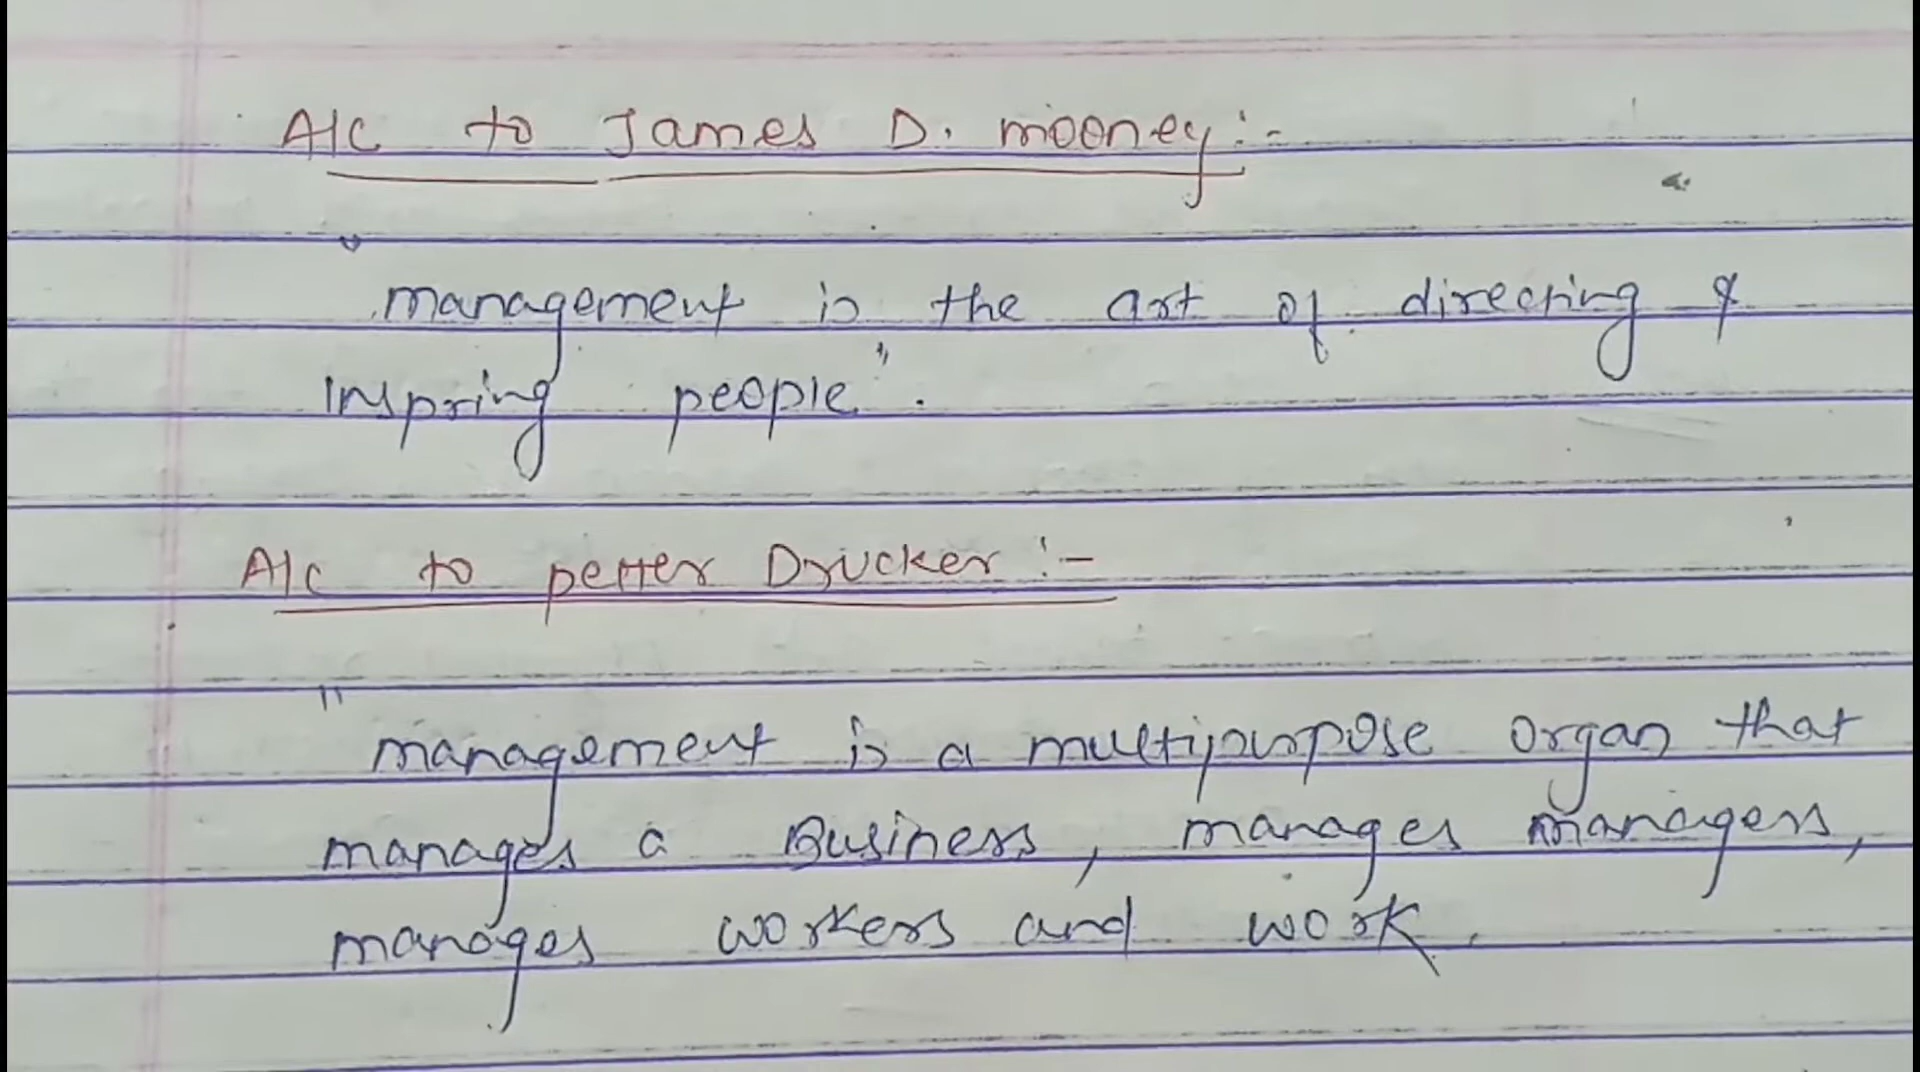 A/c to James D. mooney :-
" management is the art of directing &
Inspring people".
A/c to petter Drucker :-
" management is a multipurpose organ that
manages a Business, manages managers,
manages workers and work.